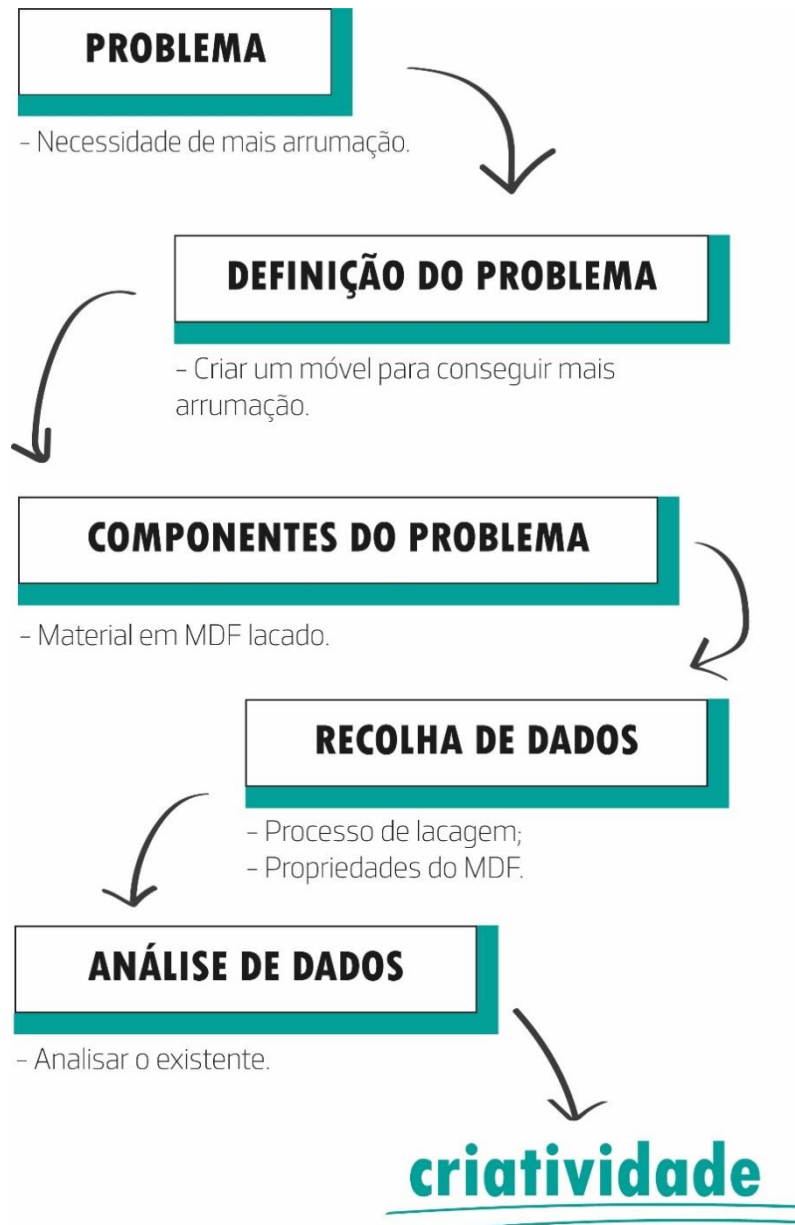 PROBLEMA
- Necessidade de mais arrumação.
DEFINIÇÃO DO PROBLEMA
- Criar um móvel para conseguir mais
arrumação.
COMPONENTES DO PROBLEMA
- Material em MDF lacado.
RECOLHA DE DADOS
- Processo de lacagem;
- Propriedades do MDF.
ANÁLISE DE DADOS
- Analisar o existente.
criatividade